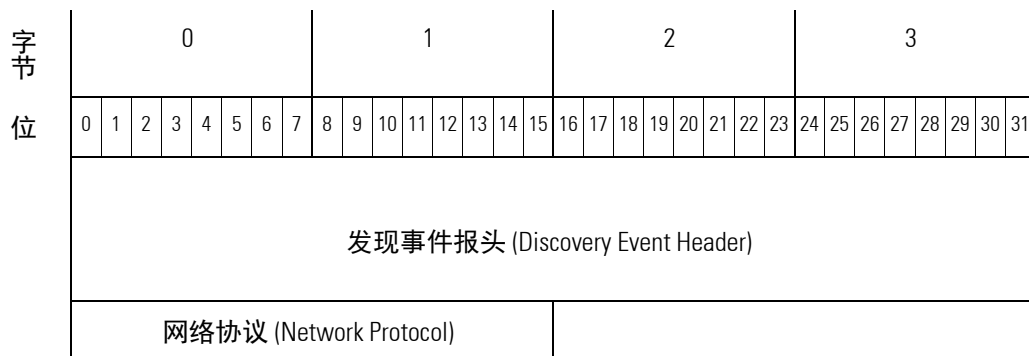 字节 0 1 2 3
位 0 1 2 3 4 5 6 7 8 9 10 11 12 13 14 15 16 17 18 19 20 21 22 23 24 25 26 27 28 29 30 31
发现事件报头 (Discovery Event Header)
网络协议 (Network Protocol)